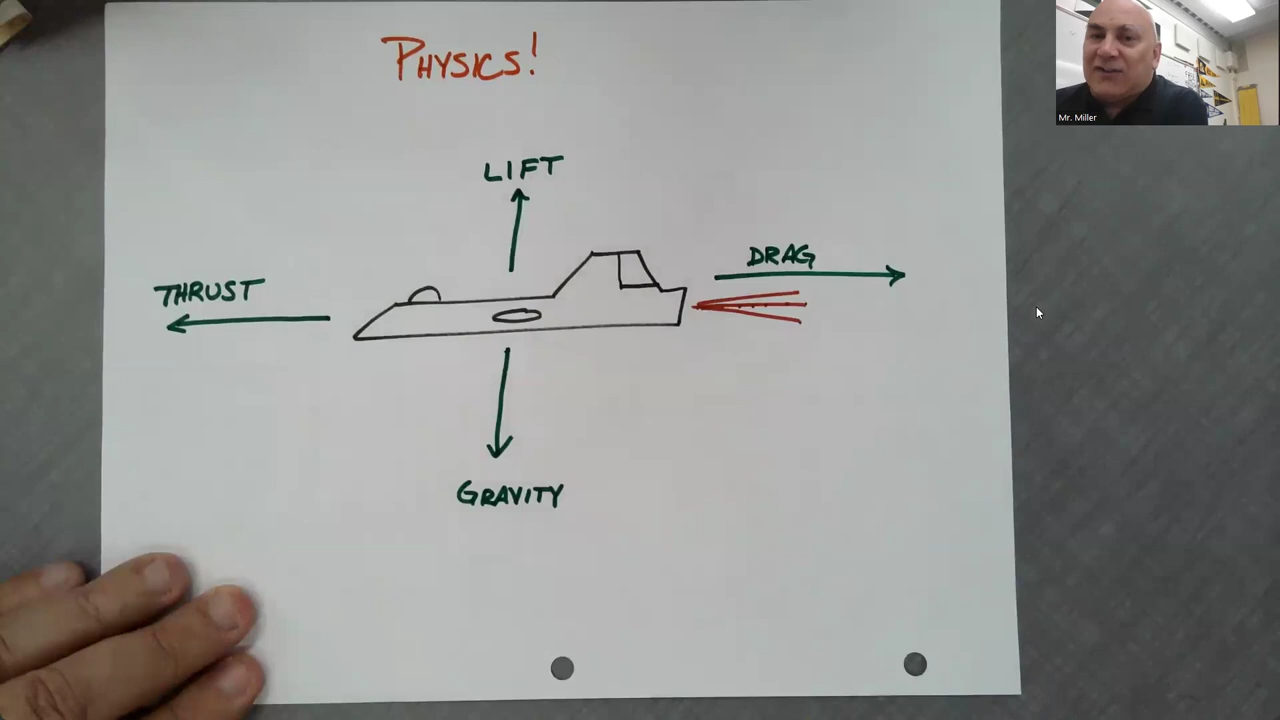 PHYSICS!
LIFT
DRAG
THRUST
GRAVITY
Mr. Miller